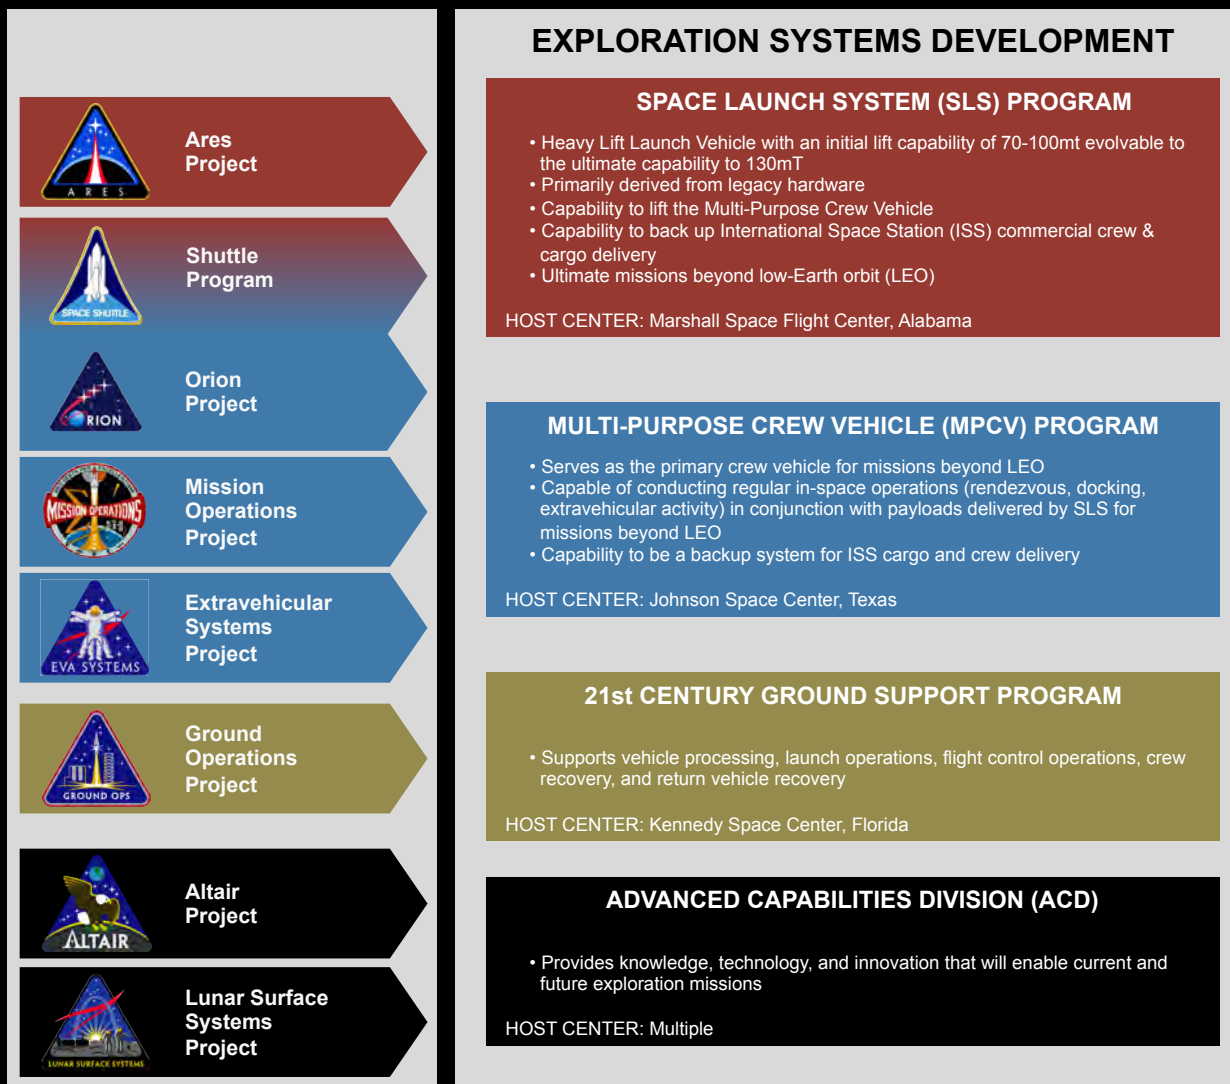 EXPLORATION SYSTEMS DEVELOPMENT
ARES
Ares
Project
SPACE SHUTTLE
Shuttle
Program
ORION
Orion
Project
MISSION OPERATIONS
Mission
Operations
Project
EVA SYSTEMS
Extravehicular
Systems
Project
GROUND OPS
Ground
Operations
Project
ALTAIR
Altair
Project
LUNAR SURFACE SYSTEMS
Lunar Surface
Systems
Project
SPACE LAUNCH SYSTEM (SLS) PROGRAM
• Heavy Lift Launch Vehicle with an initial lift capability of 70-100mt evolvable to
the ultimate capability to 130mT
• Primarily derived from legacy hardware
• Capability to lift the Multi-Purpose Crew Vehicle
• Capability to back up International Space Station (ISS) commercial crew &
cargo delivery
• Ultimate missions beyond low-Earth orbit (LEO)
HOST CENTER: Marshall Space Flight Center, Alabama
MULTI-PURPOSE CREW VEHICLE (MPCV) PROGRAM
• Serves as the primary crew vehicle for missions beyond LEO
• Capable of conducting regular in-space operations (rendezvous, docking,
extravehicular activity) in conjunction with payloads delivered by SLS for
missions beyond LEO
• Capability to be a backup system for ISS cargo and crew delivery
HOST CENTER: Johnson Space Center, Texas
21st CENTURY GROUND SUPPORT PROGRAM
• Supports vehicle processing, launch operations, flight control operations, crew
recovery, and return vehicle recovery
HOST CENTER: Kennedy Space Center, Florida
ADVANCED CAPABILITIES DIVISION (ACD)
• Provides knowledge, technology, and innovation that will enable current and
future exploration missions
HOST CENTER: Multiple